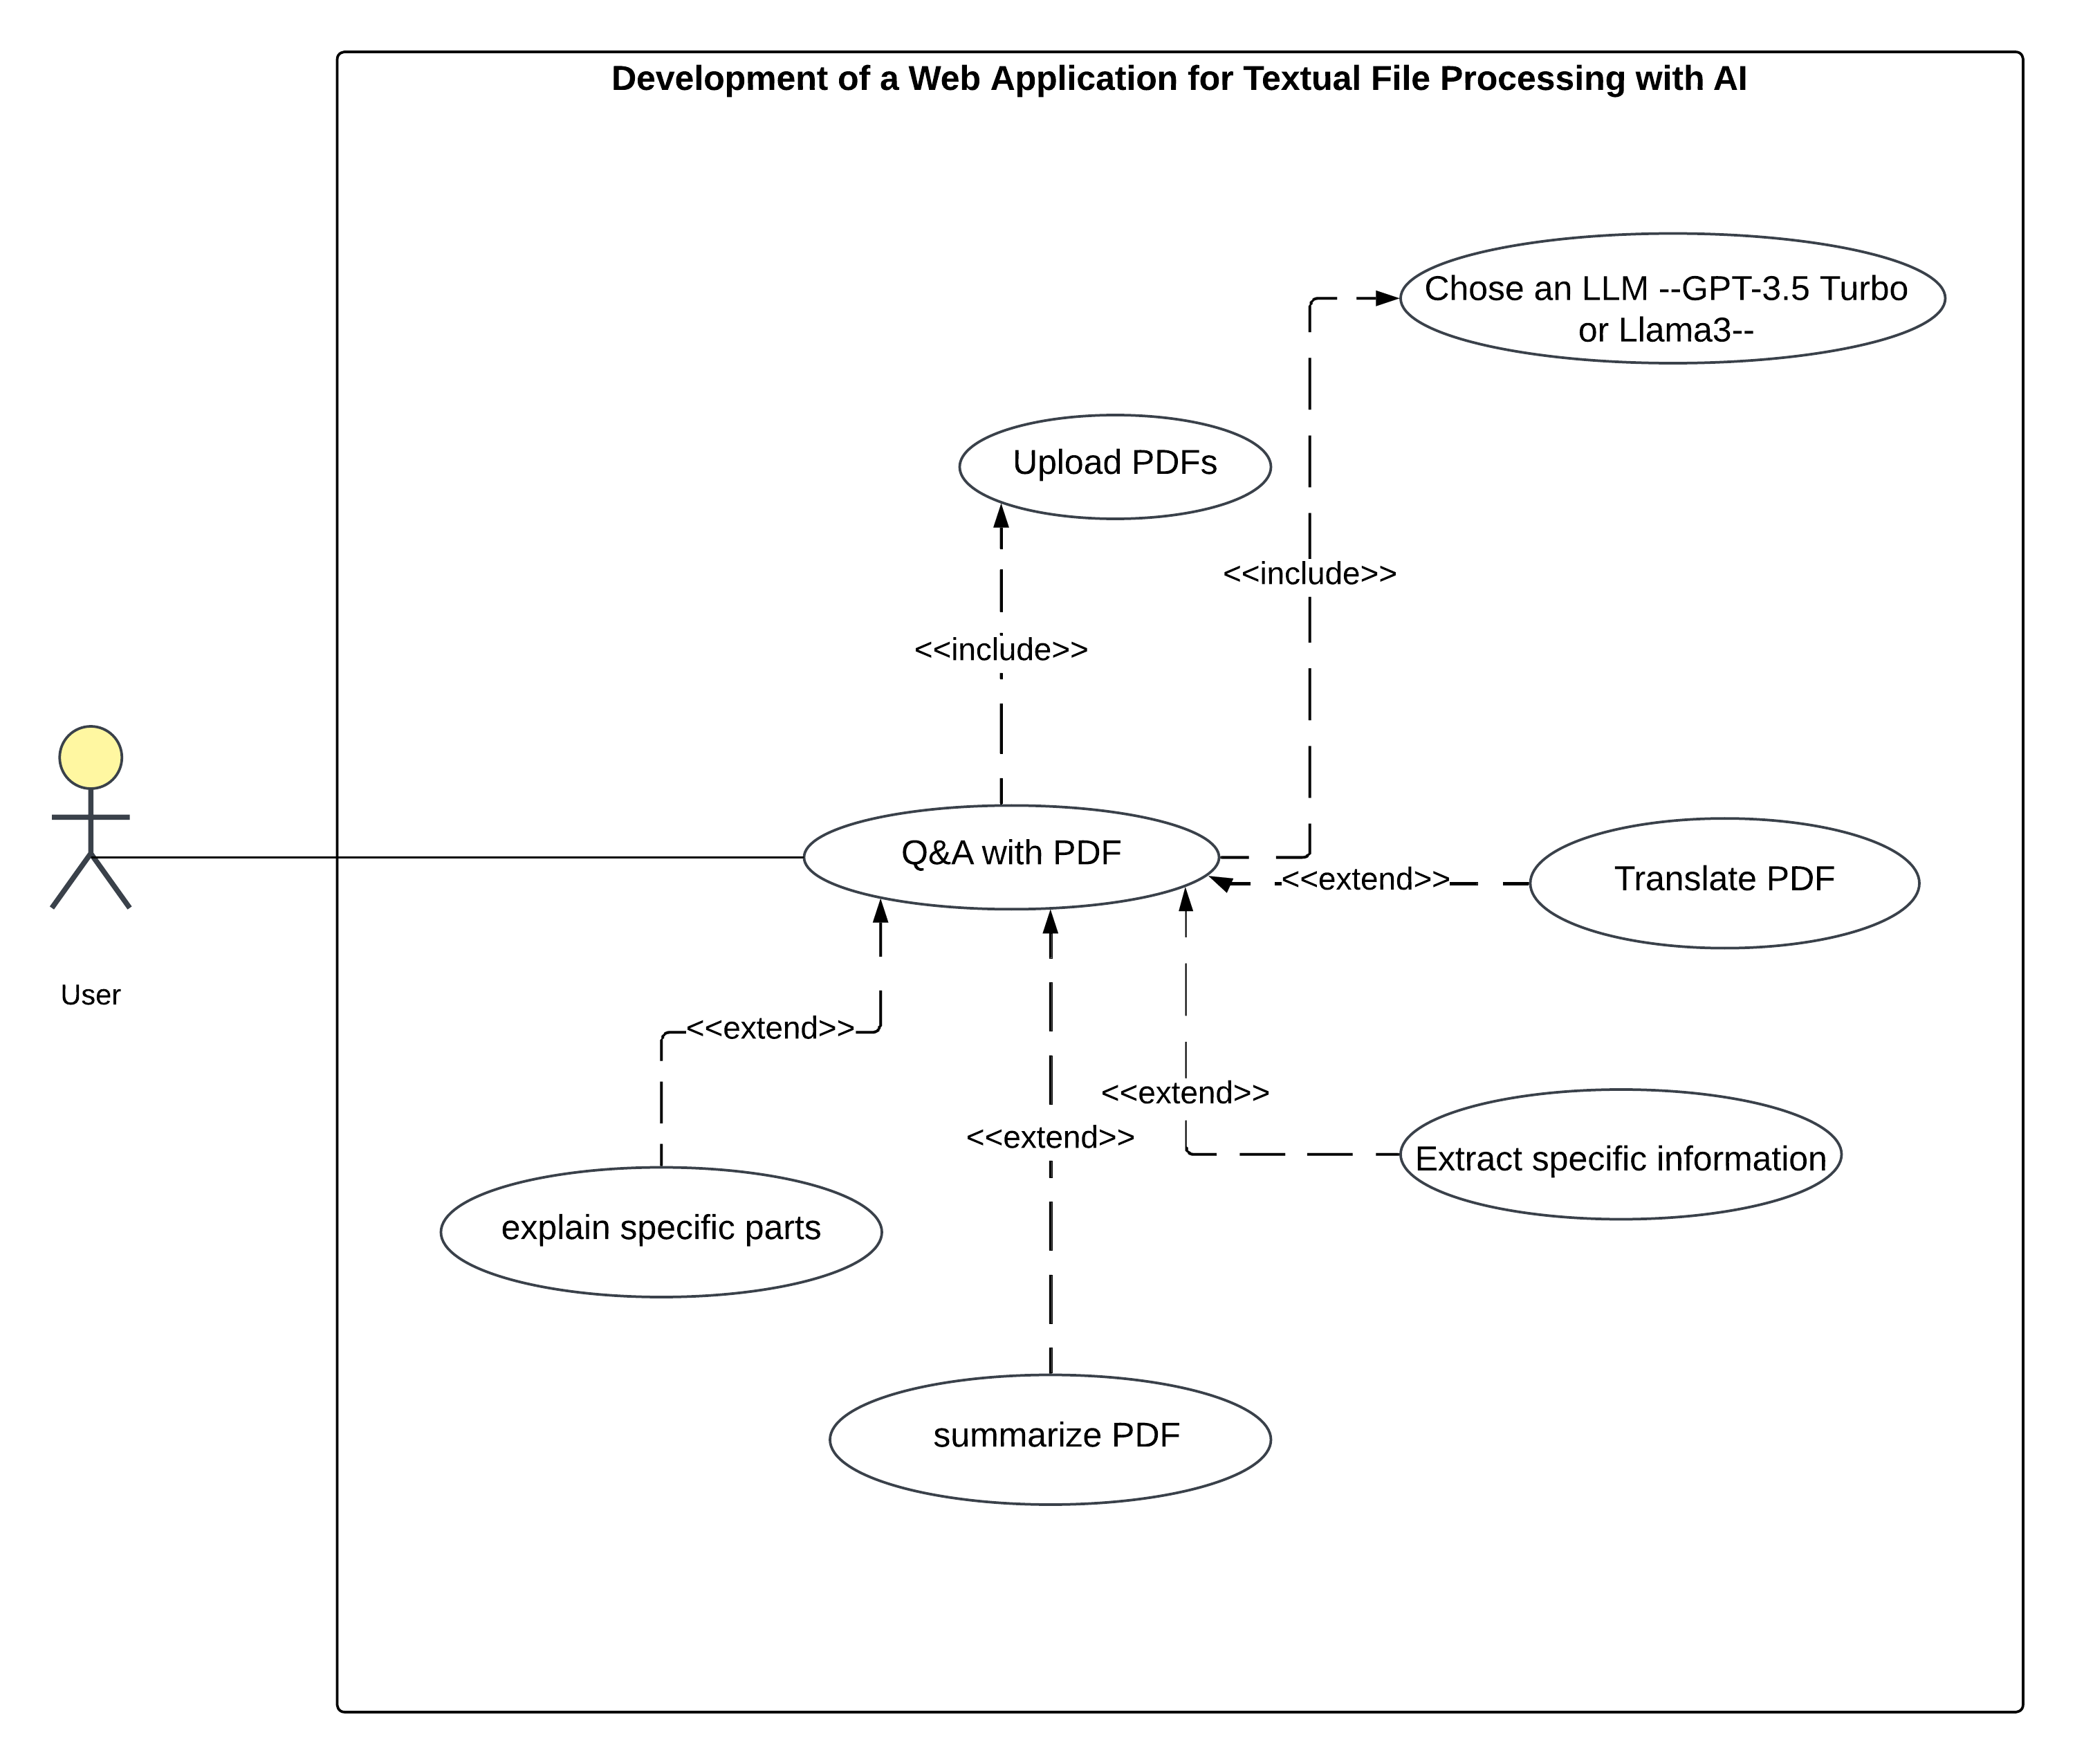 Development of a Web Application for Textual File Processing with AI
Chose an LLM --GPT-3.5 Turbo
or Llama3--
Upload PDFs
<<include>>
<<include>>
Q&A with PDF
<<extend>>
Translate PDF
User
<<extend>>
<<extend>>
<<extend>>
Extract specific information
explain specific parts
summarize PDF